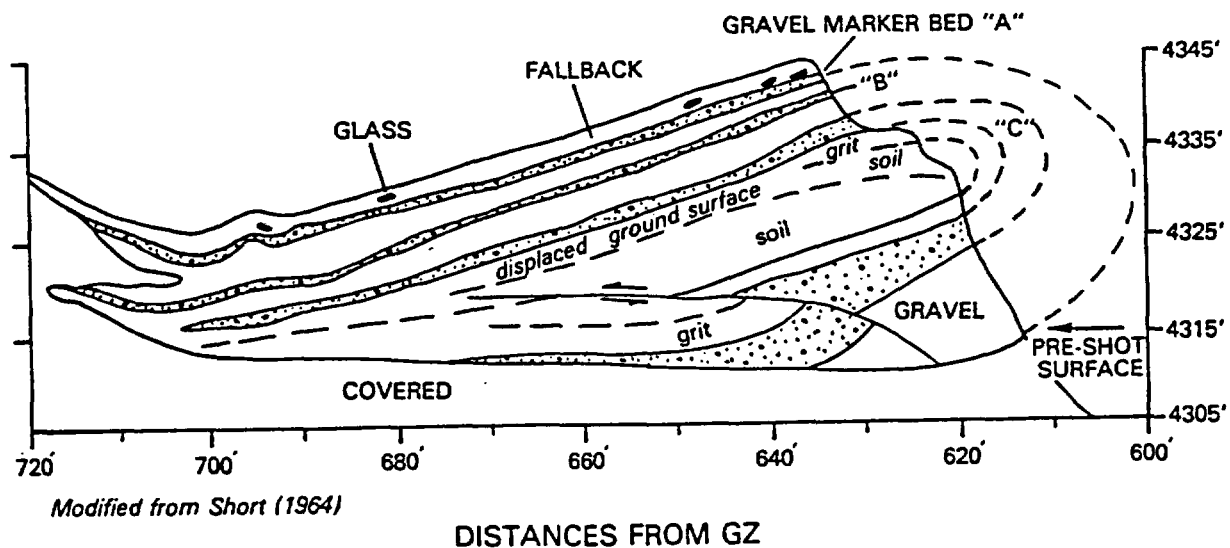 GRAVEL MARKER BED "A"
4345'
FALLBACK
"B"
GLASS
"C"
4335'
grit
soil
displaced ground surface
soil
4325'
GRAVEL
4315'
grit
PRE-SHOT
SURFACE
COVERED
4305'
720'
700'
680'
660'
640'
620'
600'
Modified from Short (1964)
DISTANCES FROM GZ